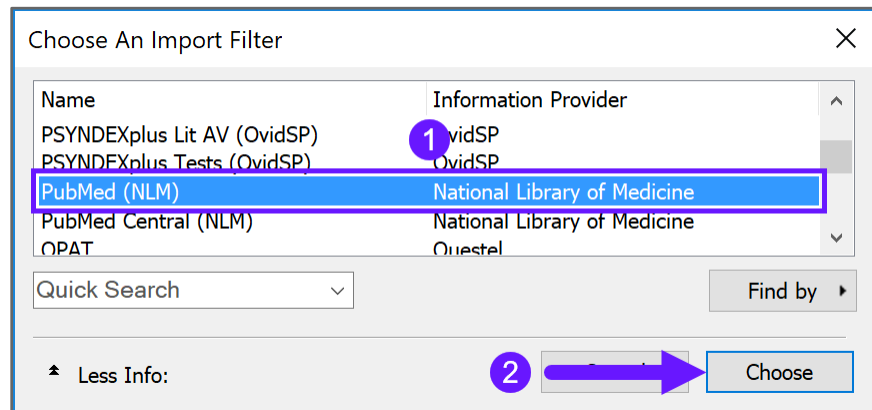 Choose An Import Filter
Name Information Provider
PSYNDEXplus Lit AV (OvidSP) OvidSP
1
PSYNDEXplus Tests (OvidSP) OvidSP
PubMed (NLM) National Library of Medicine
PubMed Central (NLM) National Library of Medicine
OPAT Questel
Quick Search Find by
Less Info: 2 Choose